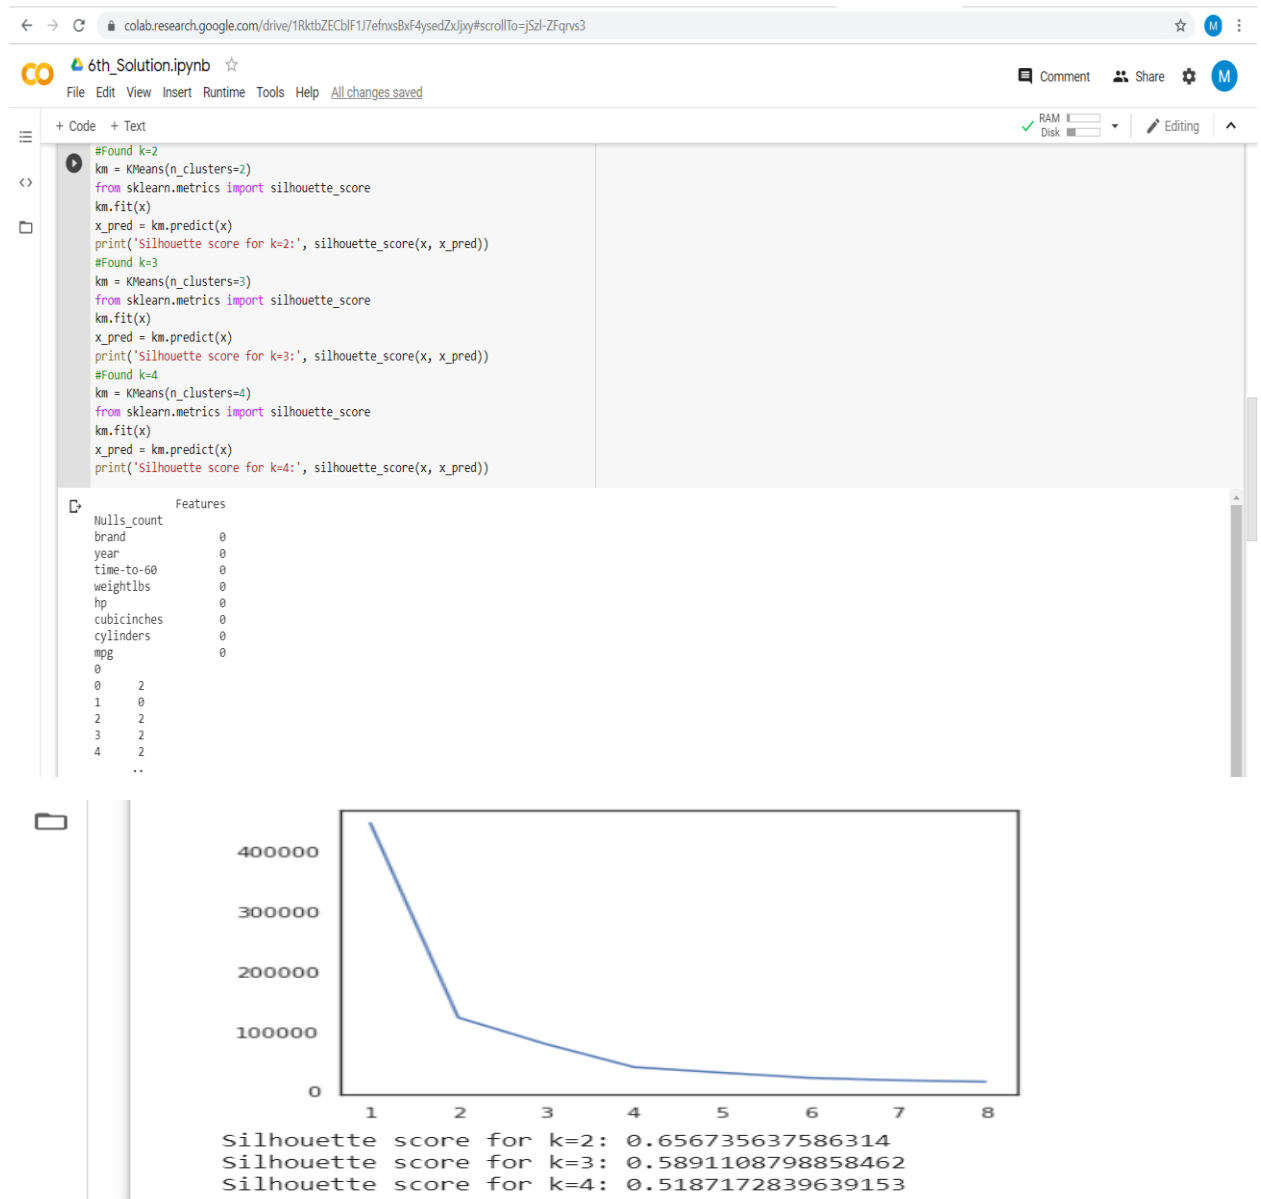 colab.research.google.com/drive/1RktbZECblF1J7efnxsBxF4ysedZxJjxy#scrollTo=jSzl-ZFqrvs3
M
6th_Solution.ipynb
Comment Share M
File Edit View Insert Runtime Tools Help All changes saved
+ Code + Text
RAM
Disk
Editing
#Found k=2
km = KMeans(n_clusters=2)
from sklearn.metrics import silhouette_score
km.fit(x)
x_pred = km.predict(x)
print('Silhouette score for k=2:', silhouette_score(x, x_pred))
#Found k=3
km = KMeans(n_clusters=3)
from sklearn.metrics import silhouette_score
km.fit(x)
x_pred = km.predict(x)
print('Silhouette score for k=3:', silhouette_score(x, x_pred))
#Found k=4
km = KMeans(n_clusters=4)
from sklearn.metrics import silhouette_score
km.fit(x)
x_pred = km.predict(x)
print('Silhouette score for k=4:', silhouette_score(x, x_pred))
Features
Nulls_count
brand 0
year 0
time-to-60 0
weightlbs 0
hp 0
cubicinches 0
cylinders 0
mpg 0
0
0 2
1 0
2 2
3 2
4 2
..
400000
300000
200000
100000
0
1 2 3 4 5 6 7 8
Silhouette score for k=2: 0.656735637586314
Silhouette score for k=3: 0.5891108798858462
Silhouette score for k=4: 0.5187172839639153